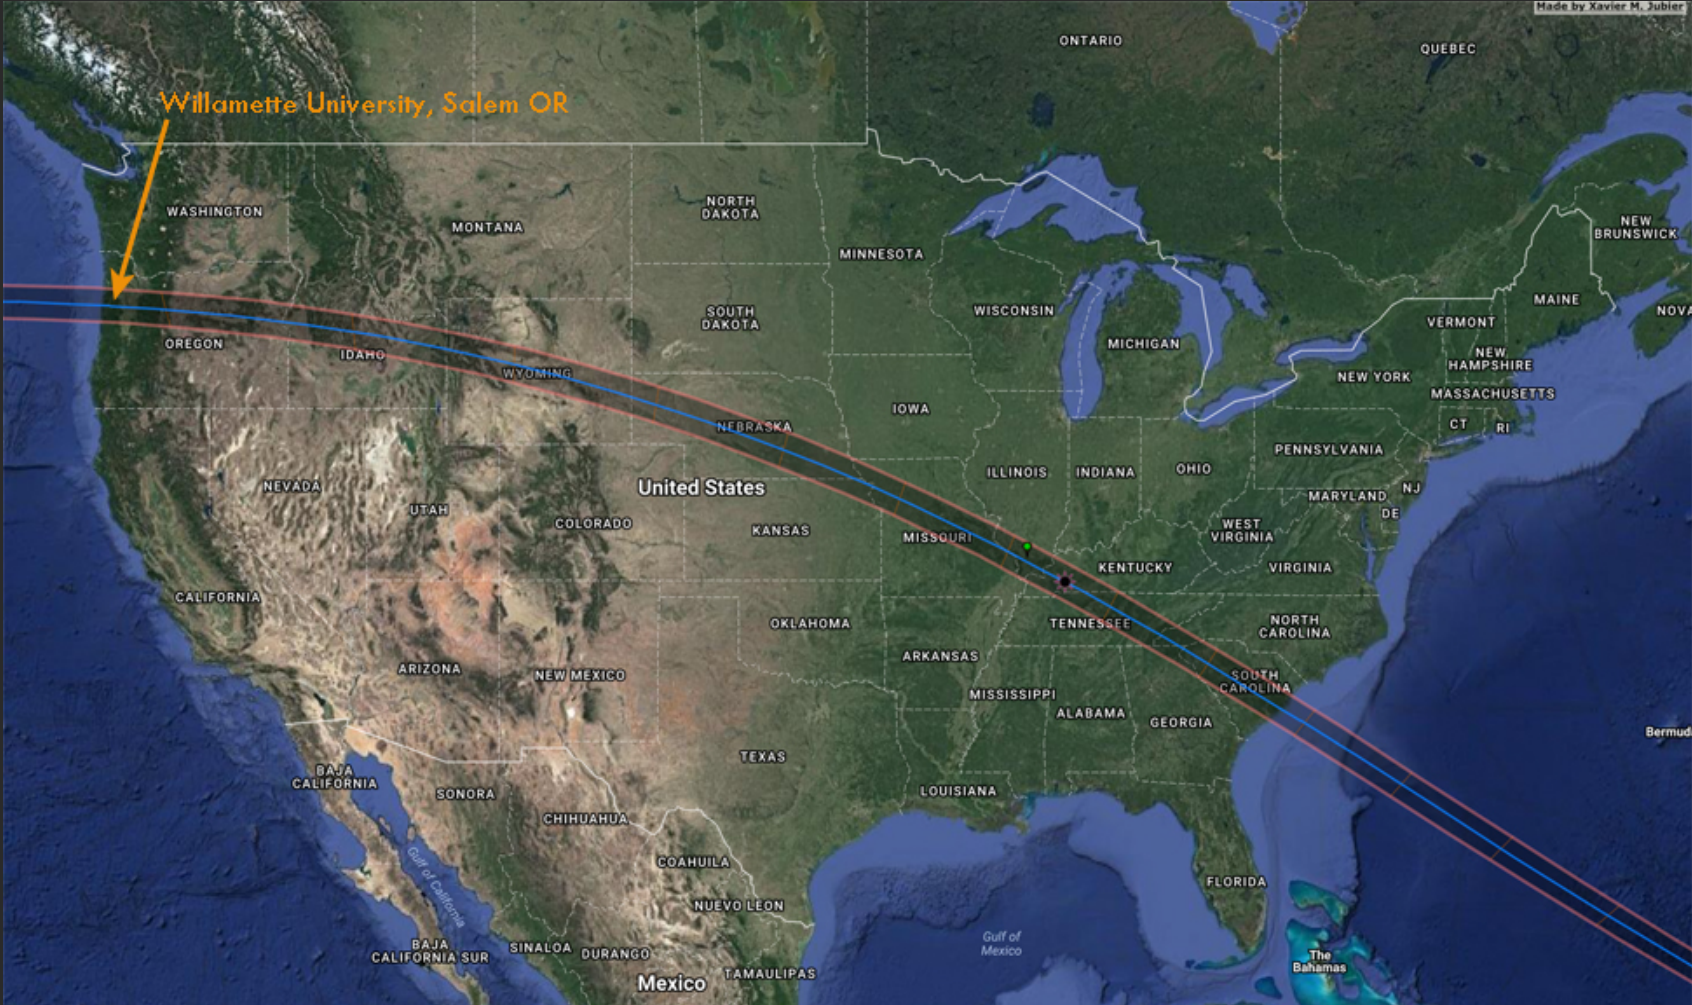 Made by Xavier M. Jubier
ONTARIO
QUEBEC
Willamette University, Salem OR
WASHINGTON
MONTANA
NORTH
DAKOTA
MINNESOTA
NEW
BRUNSWICK
SOUTH
DAKOTA
WISCONSIN
MICHIGAN
MAINE
VERMONT
NOVA
OREGON
IDAHO
WYOMING
NEW
HAMPSHIRE
NEW YORK
MASSACHUSETTS
IOWA
NEBRASKA
CT
RI
PENNSYLVANIA
ILLINOIS
INDIANA
OHIO
NEVADA
United States
MARYLAND
NJ
DE
UTAH
COLORADO
KANSAS
MISSOURI
WEST
VIRGINIA
KENTUCKY
VIRGINIA
CALIFORNIA
OKLAHOMA
TENNESSEE
NORTH
CAROLINA
ARKANSAS
ARIZONA
NEW MEXICO
SOUTH
CAROLINA
MISSISSIPPI
ALABAMA
GEORGIA
Bermud
TEXAS
BAJA
CALIFORNIA
SONORA
LOUISIANA
CHIHUAHUA
Gulf of California
COAHUILA
FLORIDA
NUEVO LEON
BAJA
CALIFORNIA SUR
SINALOA
DURANGO
Gulf of
Mexico
The
Bahamas
Mexico
TAMAULIPAS